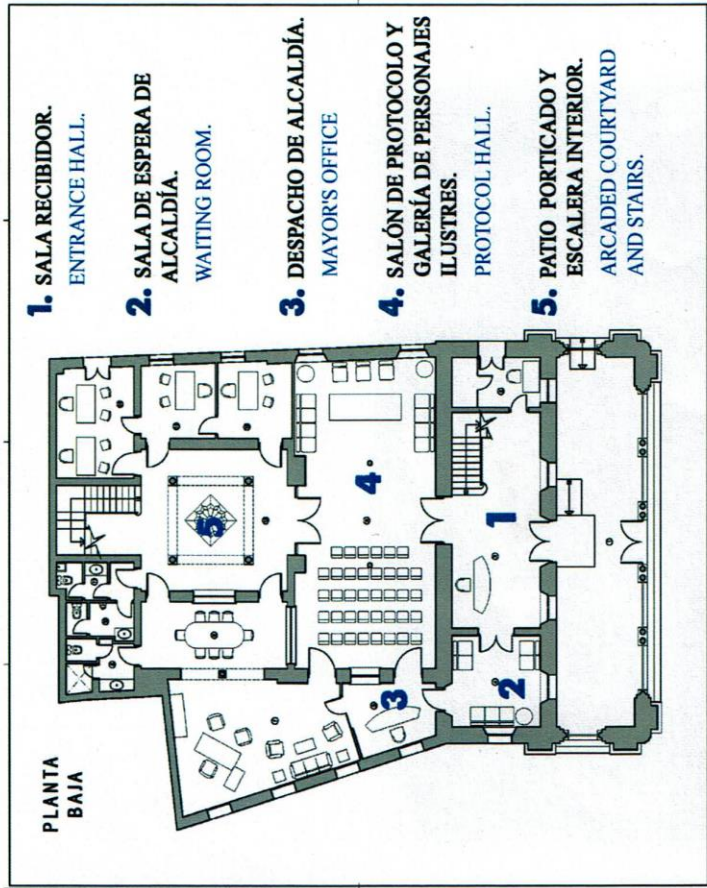 PLANTA
BAJA
1. SALA RECIBIDOR.
ENTRANCE HALL.
2. SALA DE ESPERA DE
ALCALDÍA.
WAITING ROOM.
3. DESPACHO DE ALCALDÍA.
MAYOR'S OFFICE
4. SALÓN DE PROTOCOLO Y
GALERÍA DE PERSONAJES
ILUSTRES.
PROTOCOL HALL.
5. PATIO PORTICADO Y
ESCALERA INTERIOR.
ARCADED COURTYARD
AND STAIRS.
5
4
1
3
2